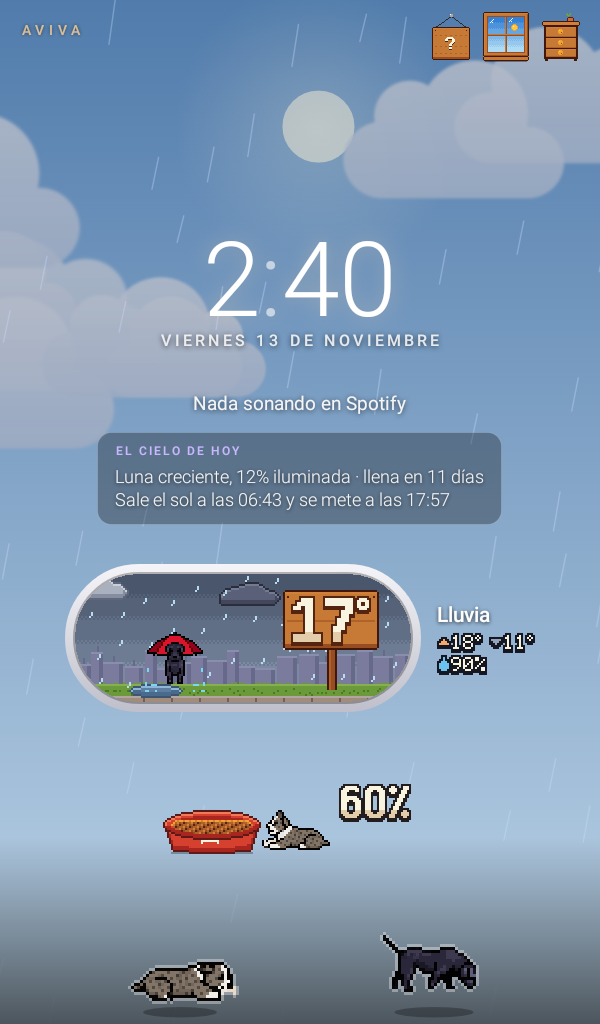 AVIVA
?
2:40
VIERNES 13 DE NOVIEMBRE
Nada sonando en Spotify
EL CIELO DE HOY
Luna creciente, 12% iluminada · llena en 11 días
Sale el sol a las 06:43 y se mete a las 17:57
17°
Lluvia
18° 11°
90%
60%